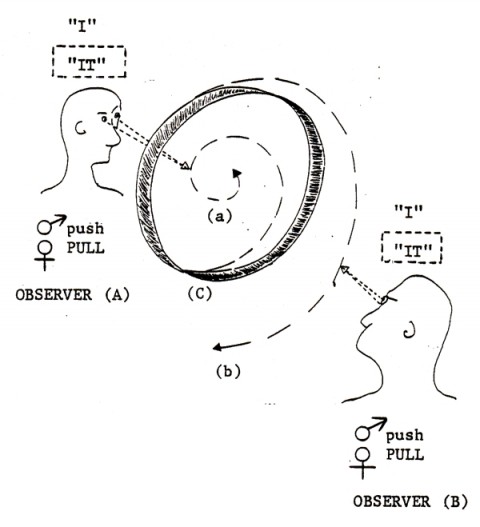 "I"
"IT"
♂ push
♀ PULL
OBSERVER (A)
(a)
(C)
(b)
"I"
"IT"
♂ push
♀ PULL
OBSERVER (B)